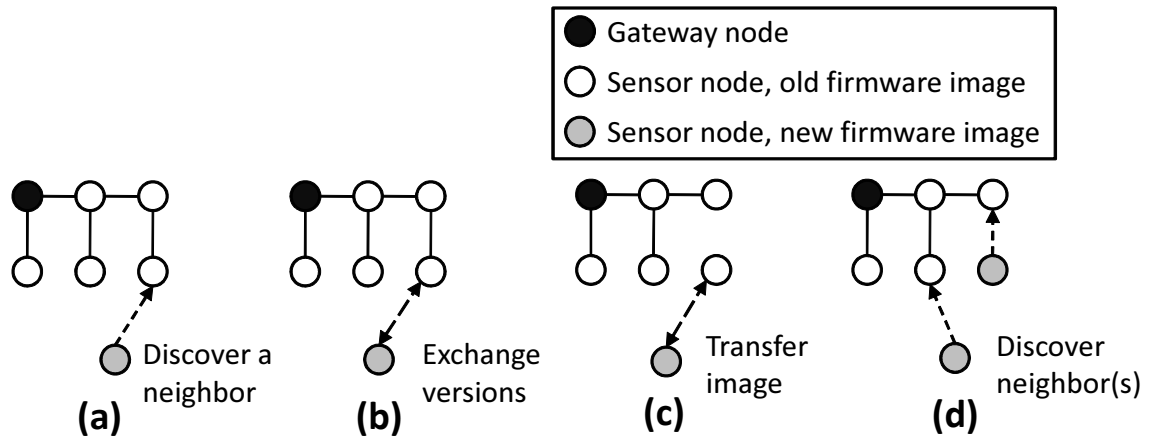 Gateway node
Sensor node, old firmware image
Sensor node, new firmware image
Discover a
neighbor
(a)
Exchange
versions
(b)
Transfer
image
(c)
Discover
neighbor(s)
(d)